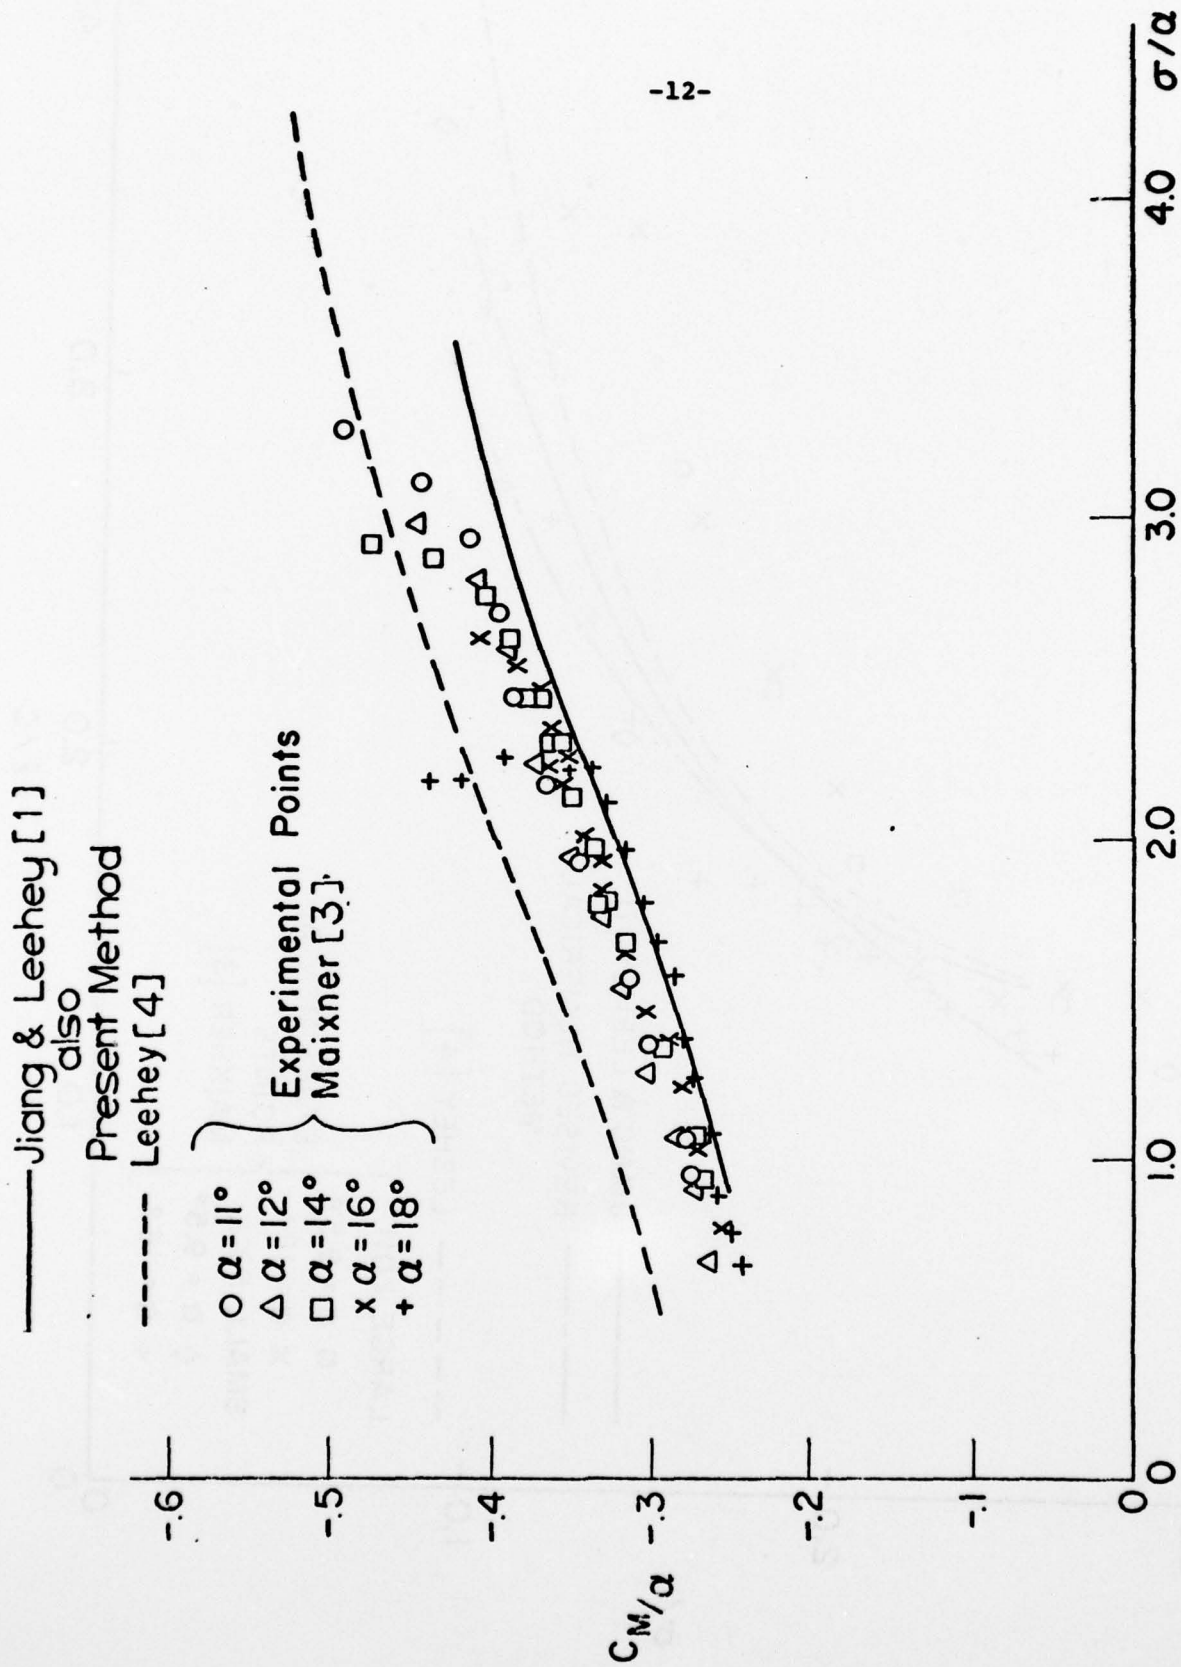 Jiang & Leehey [1]
also
Present Method
Leehey [4]
O α = 11°
Δ α = 12°
□ α = 14°
x α = 16°
+ α = 18°
Experimental Points
Maixner [3].
-.6
-.5
-.4
-.3
-.2
-.1
0
CM/α
0
1.0
2.0
3.0
4.0
σ/α
-12-